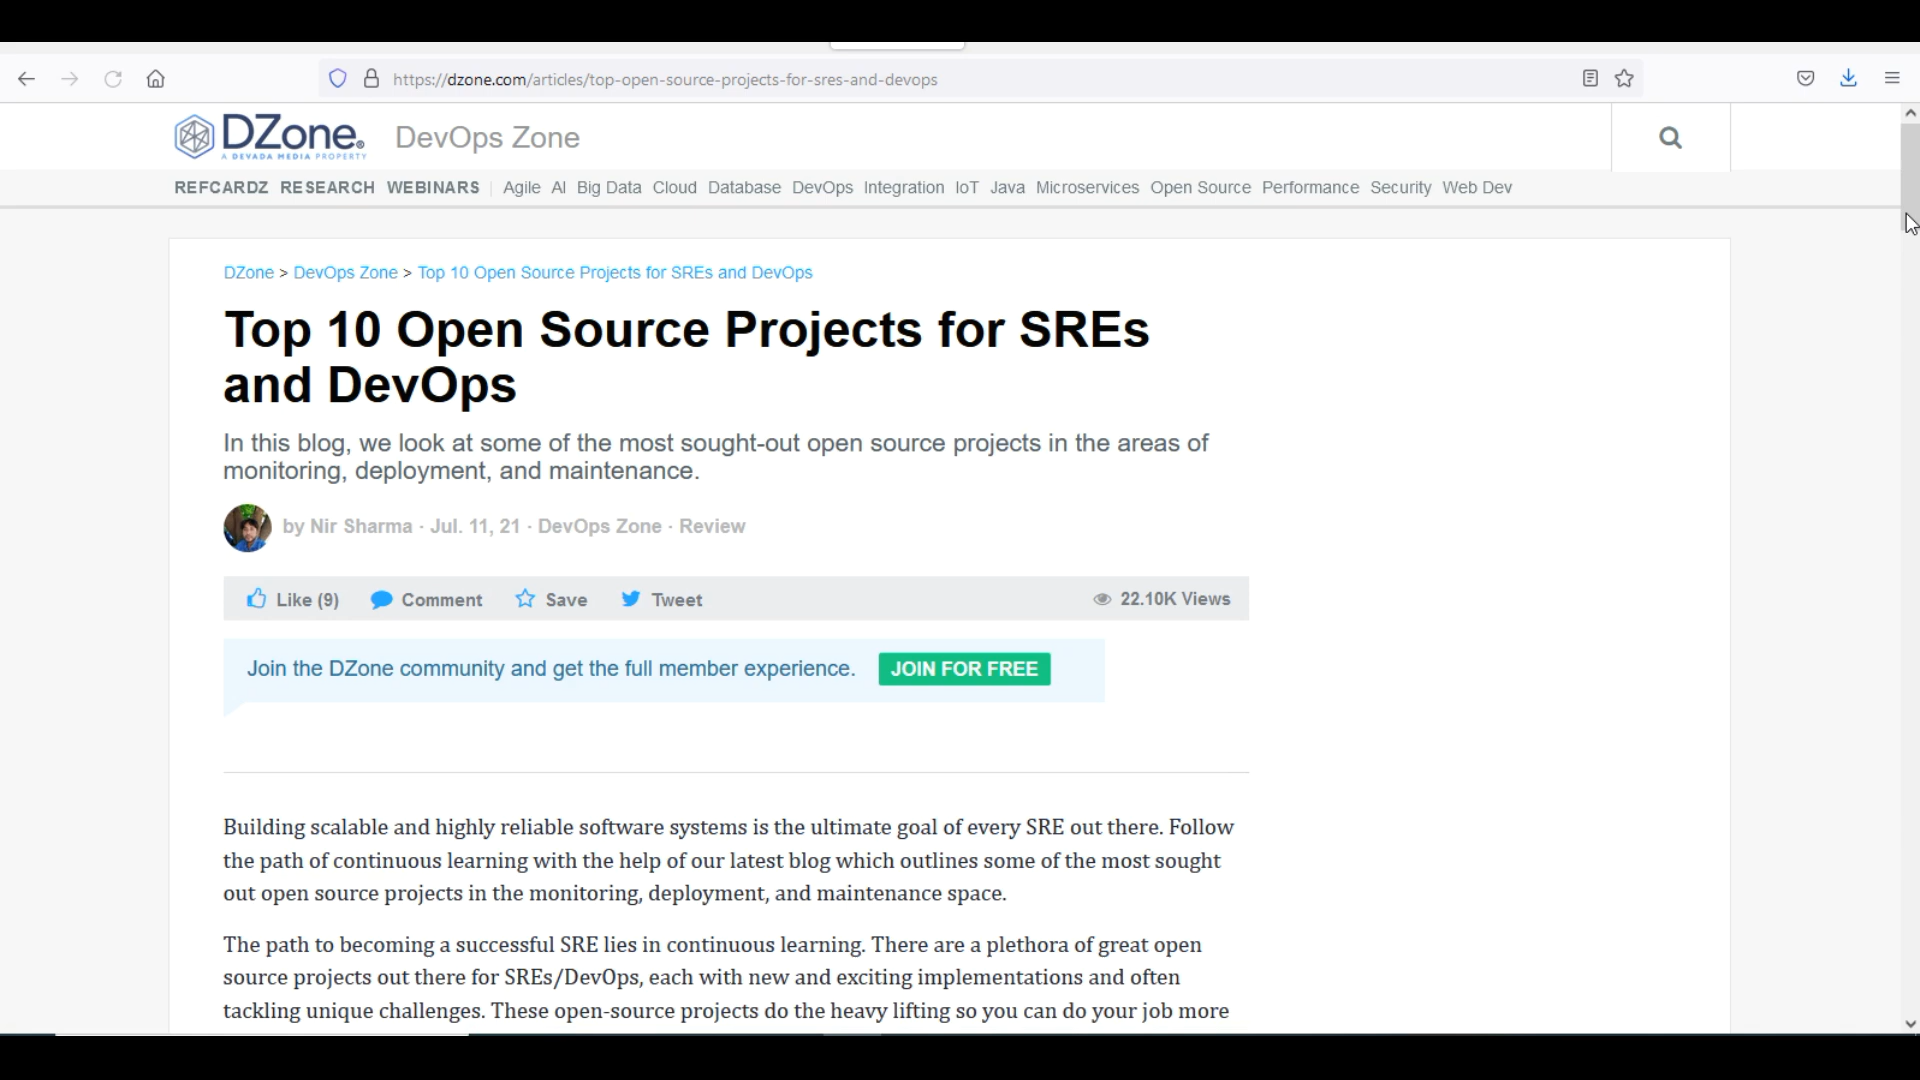 https://dzone.com/articles/top-open-source-projects-for-sres-and-devops
DZone. DevOps Zone
A DEVADA MEDIA PROPERTY
REFCARDZ RESEARCH WEBINARS Agile AI Big Data Cloud Database DevOps Integration IoT Java Microservices Open Source Performance Security Web Dev
DZone > DevOps Zone > Top 10 Open Source Projects for SREs and DevOps
Top 10 Open Source Projects for SREs
and DevOps
In this blog, we look at some of the most sought-out open source projects in the areas of
monitoring, deployment, and maintenance.
by Nir Sharma · Jul. 11, 21 · DevOps Zone · Review
Like (9) Comment Save Tweet 22.10K Views
Join the DZone community and get the full member experience. JOIN FOR FREE
Building scalable and highly reliable software systems is the ultimate goal of every SRE out there. Follow
the path of continuous learning with the help of our latest blog which outlines some of the most sought
out open source projects in the monitoring, deployment, and maintenance space.
The path to becoming a successful SRE lies in continuous learning. There are a plethora of great open
source projects out there for SREs/DevOps, each with new and exciting implementations and often
tackling unique challenges. These open-source projects do the heavy lifting so you can do your job more